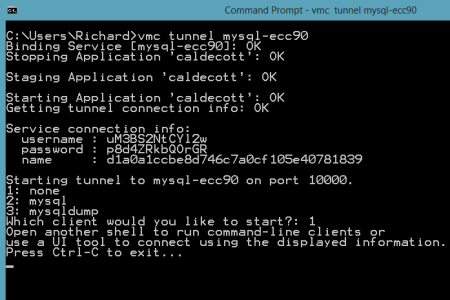 Command Prompt - vmc tunnel mysql-ecc90
C:\Users\Richard>vmc tunnel mysql-ecc90
Binding Service [mysql-ecc90]: OK
Stopping Application 'caldecott': OK
Staging Application 'caldecott': OK
Starting Application 'caldecott': OK
Getting tunnel connection info: OK
Service connection info:
username : uM3BS2NtCYl2w
password : p8d4ZRkbQOrGR
name : d1a0a1ccbe8d746c7a0cf105e40781839
Starting tunnel to mysql-ecc90 on port 10000.
1: none
2: mysql
3: mysqldump
Which client would you like to start?: 1
Open another shell to run command-line clients or
use a UI tool to connect using the displayed information.
Press Ctrl-C to exit...